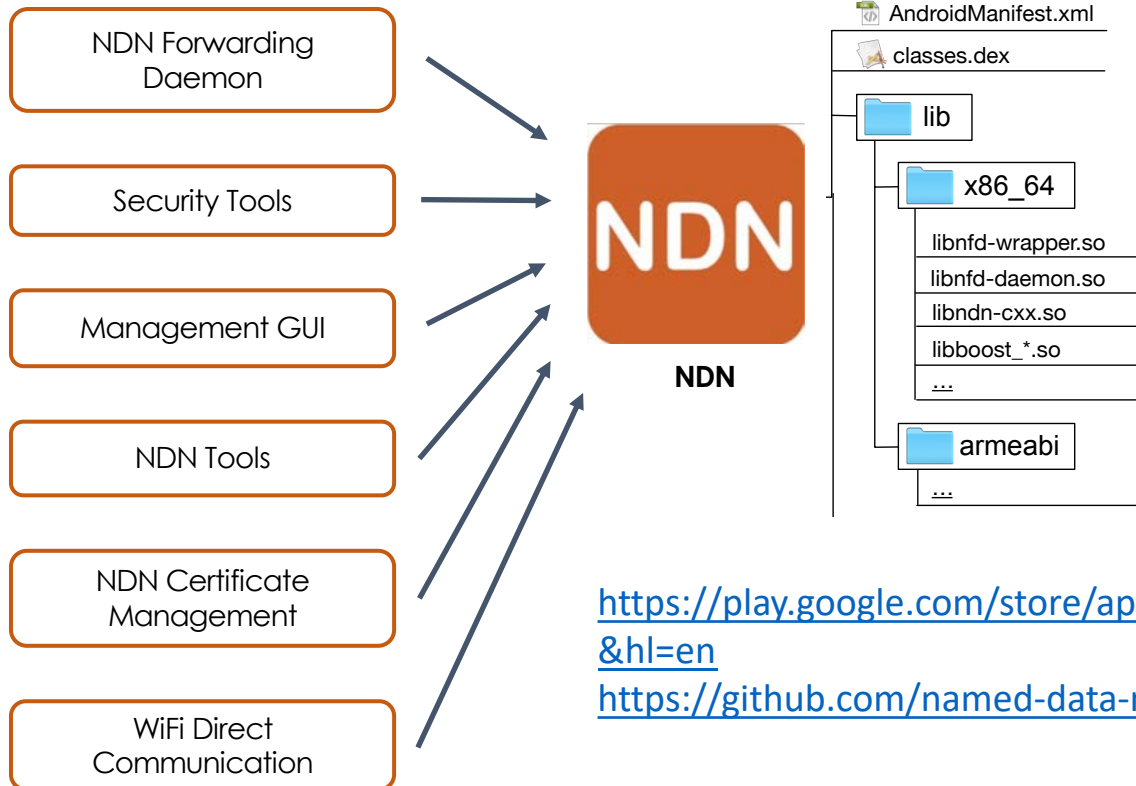 NDN Forwarding
Daemon
Security Tools
Management GUI
NDN Tools
NDN Certificate
Management
WiFi Direct
Communication
NDN
NDN
AndroidManifest.xml
classes.dex
lib
x86_64
libnfd-wrapper.so
libnfd-daemon.so
libndn-cxx.so
libboost_*.so
...
armeabi
...
https://play.google.com/store/ap
&hl=en
https://github.com/named-data-